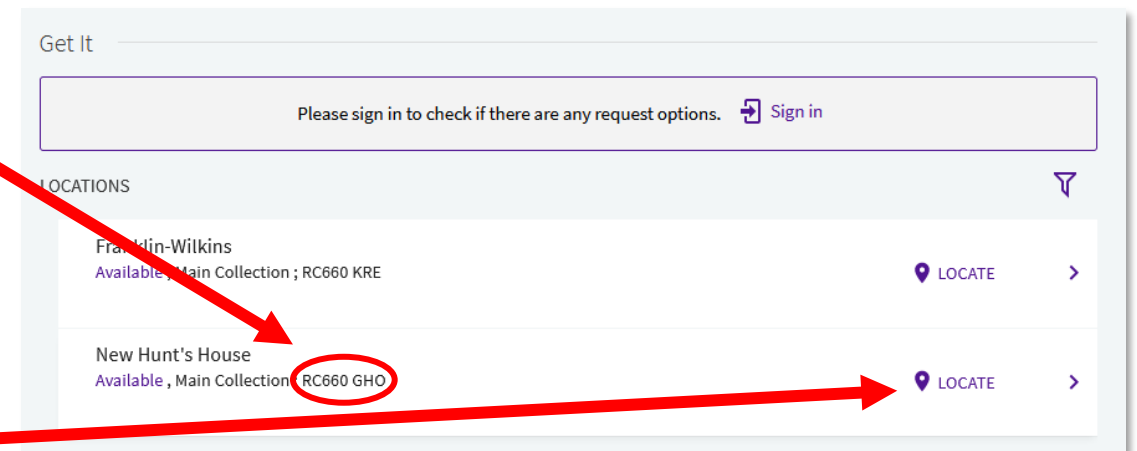 Get It
Please sign in to check if there are any request options. Sign in
LOCATIONS
Franklin-Wilkins
Available , Main Collection ; RC660 KRE
LOCATE
New Hunt's House
Available , Main Collection ; RC660 GHO
LOCATE